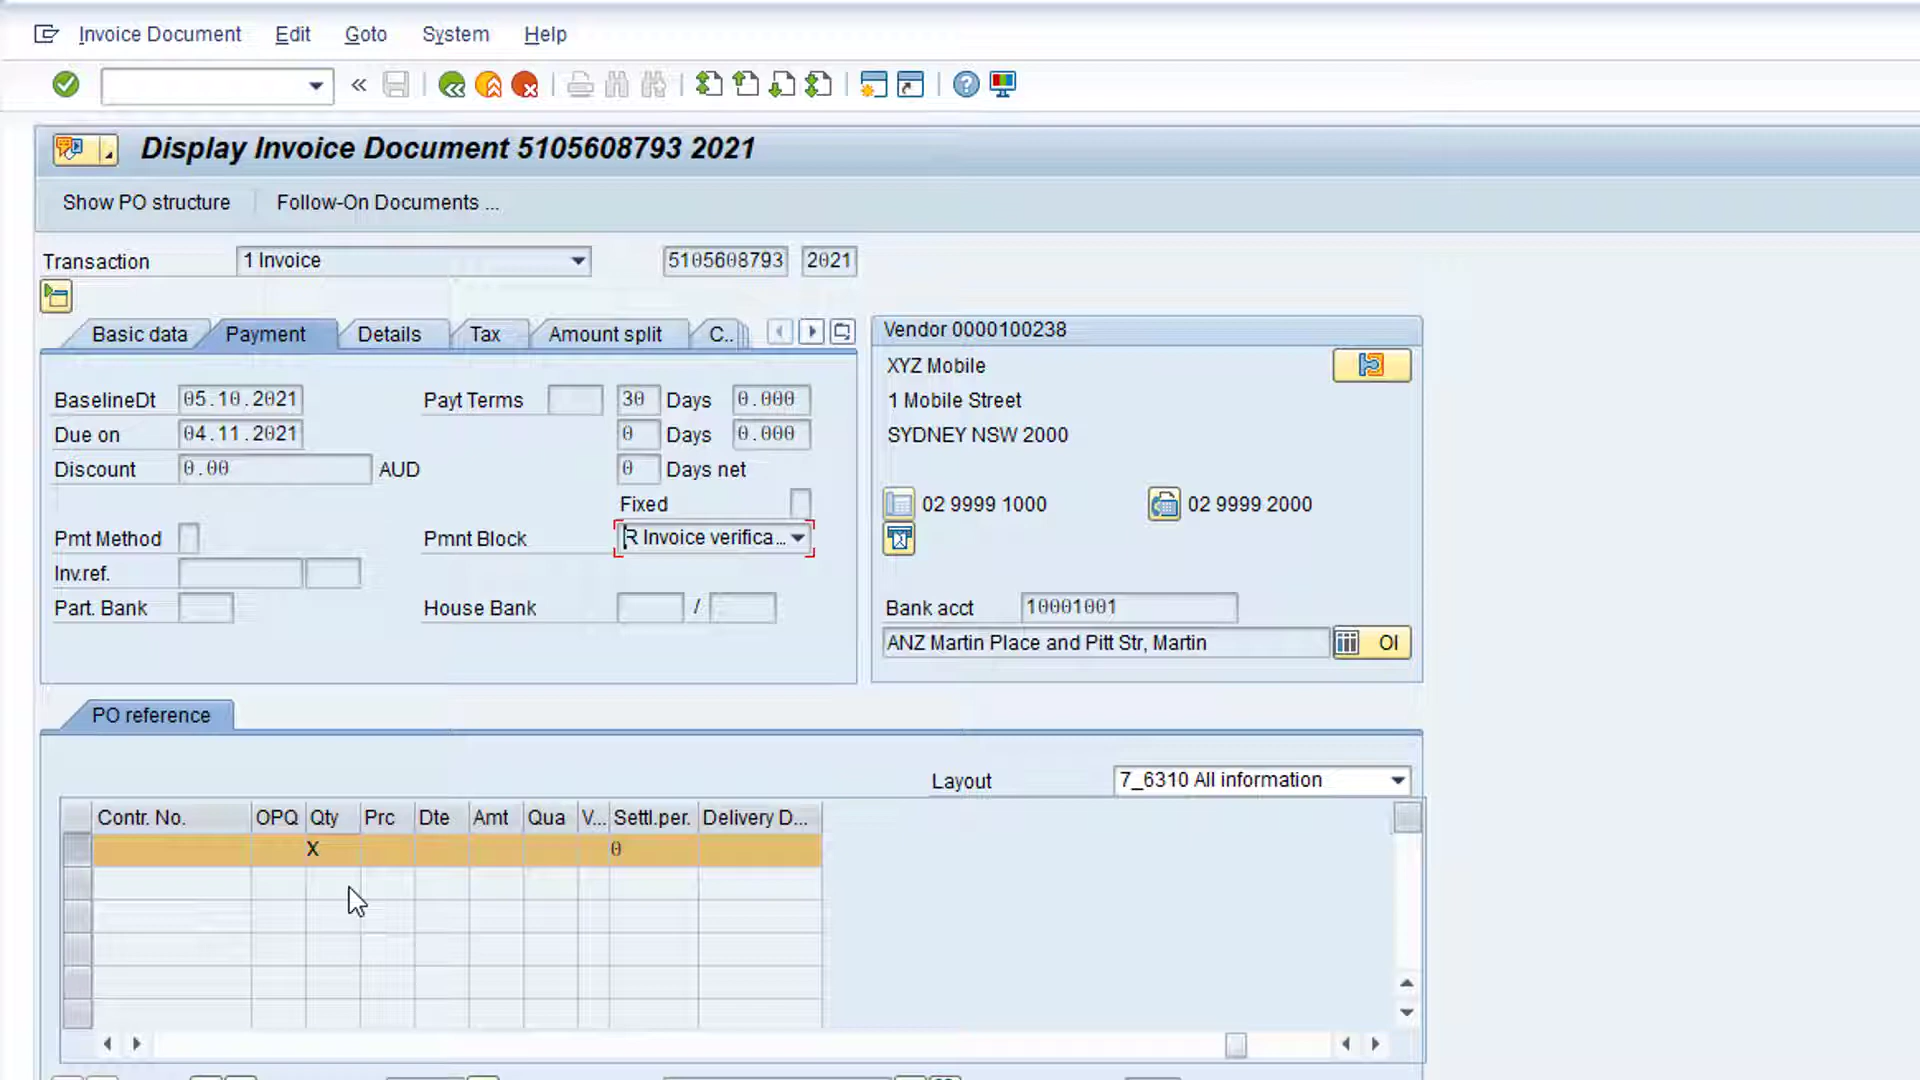 Invoice Document Edit Goto System Help
Display Invoice Document 5105608793 2021
Show PO structure Follow-On Documents ...
Transaction 1 Invoice 5105608793 2021
Basic data Payment Details Tax Amount split C..
BaselineDt 05.10.2021 Payt Terms 30 Days 0.000
Due on 04.11.2021 0 Days 0.000
Discount 0.00 AUD 0 Days net
Fixed
Pmt Method Pmnt Block R Invoice verifica...
Inv.ref.
Part. Bank House Bank /
Vendor 0000100238
XYZ Mobile
1 Mobile Street
SYDNEY NSW 2000
02 9999 1000 02 9999 2000
Bank acct 10001001
ANZ Martin Place and Pitt Str, Martin OI
PO reference
Layout 7_6310 All information
Contr. No. OPQ Qty Prc Dte Amt Qua V... Settl.per. Delivery D...
X 0